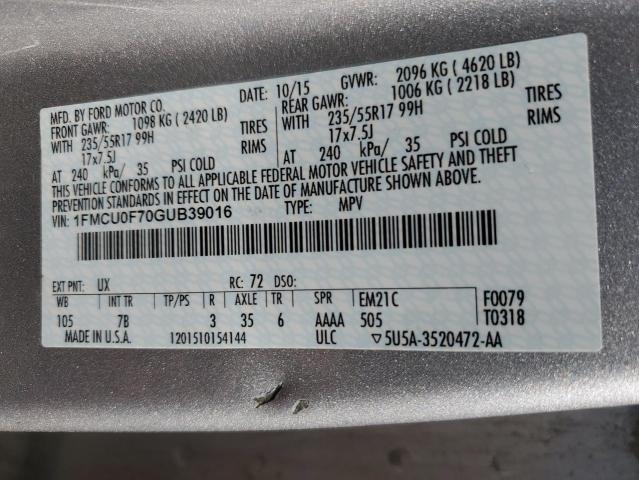 MFD. BY FORD MOTOR CO.
DATE: 10/15 GVWR: 2096 KG ( 4620 LB)
FRONT GAWR: 1098 KG ( 2420 LB) REAR GAWR: 1006 KG ( 2218 LB)
WITH 235/55R17 99H TIRES WITH 235/55R17 99H TIRES
17x7.5J RIMS 17x7.5J RIMS
AT 240 kPa/ 35 PSI COLD AT 240 kPa/ 35 PSI COLD
THIS VEHICLE CONFORMS TO ALL APPLICABLE FEDERAL MOTOR VEHICLE SAFETY AND THEFT
PREVENTION STANDARDS IN EFFECT ON THE DATE OF MANUFACTURE SHOWN ABOVE.
VIN: 1FMCU0F70GUB39016 TYPE: MPV
EXT PNT: UX RC: 72 DSO:
WB INT TR TP/PS R AXLE TR SPR EM21C F0079
105 7B 3 35 6 AAAA 505 T0318
MADE IN U.S.A. 1201510154144 ULC ▽5U5A-3520472-AA